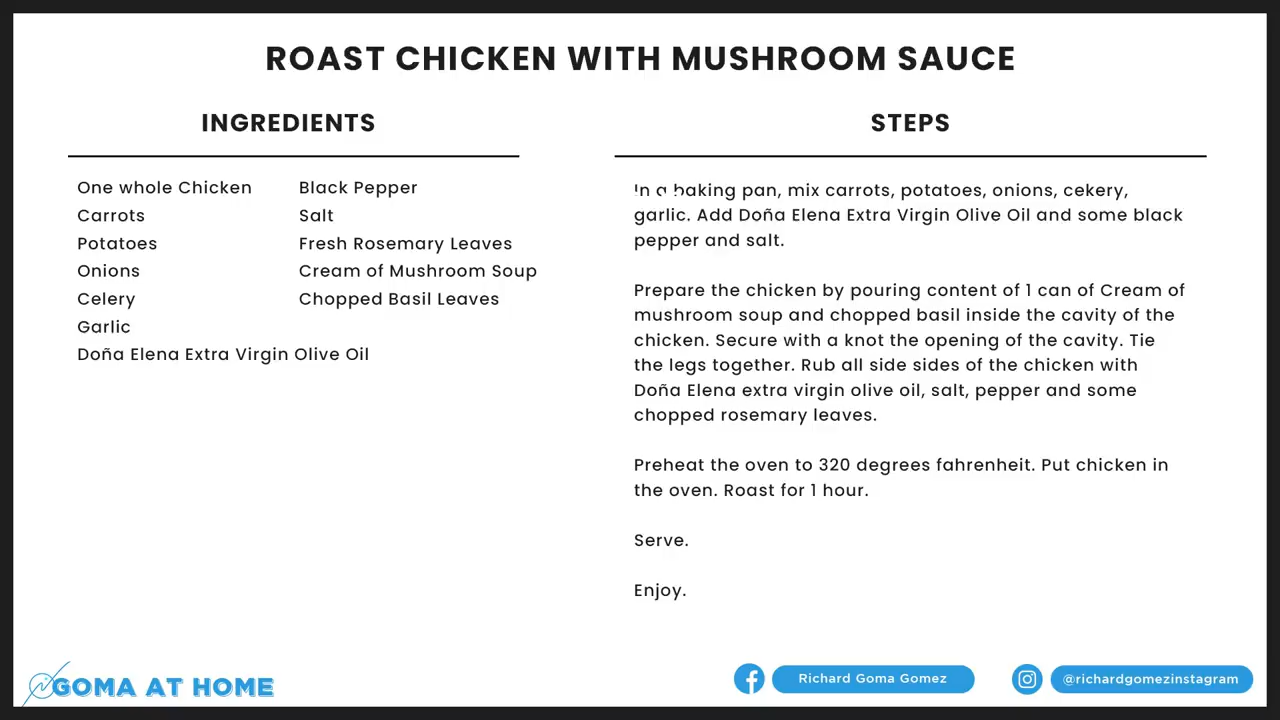 ROAST CHICKEN WITH MUSHROOM SAUCE
INGREDIENTS
One whole Chicken
Carrots
Potatoes
Onions
Celery
Garlic
Doña Elena Extra Virgin Olive Oil
Black Pepper
Salt
Fresh Rosemary Leaves
Cream of Mushroom Soup
Chopped Basil Leaves
STEPS
In a baking pan, mix carrots, potatoes, onions, cekery,
garlic. Add Doña Elena Extra Virgin Olive Oil and some black
pepper and salt.
Prepare the chicken by pouring content of 1 can of Cream of
mushroom soup and chopped basil inside the cavity of the
chicken. Secure with a knot the opening of the cavity. Tie
the legs together. Rub all side sides of the chicken with
Doña Elena extra virgin olive oil, salt, pepper and some
chopped rosemary leaves.
Preheat the oven to 320 degrees fahrenheit. Put chicken in
the oven. Roast for 1 hour.
Serve.
Enjoy.
GOMA AT HOME
Richard Goma Gomez
@richardgomezinstagram